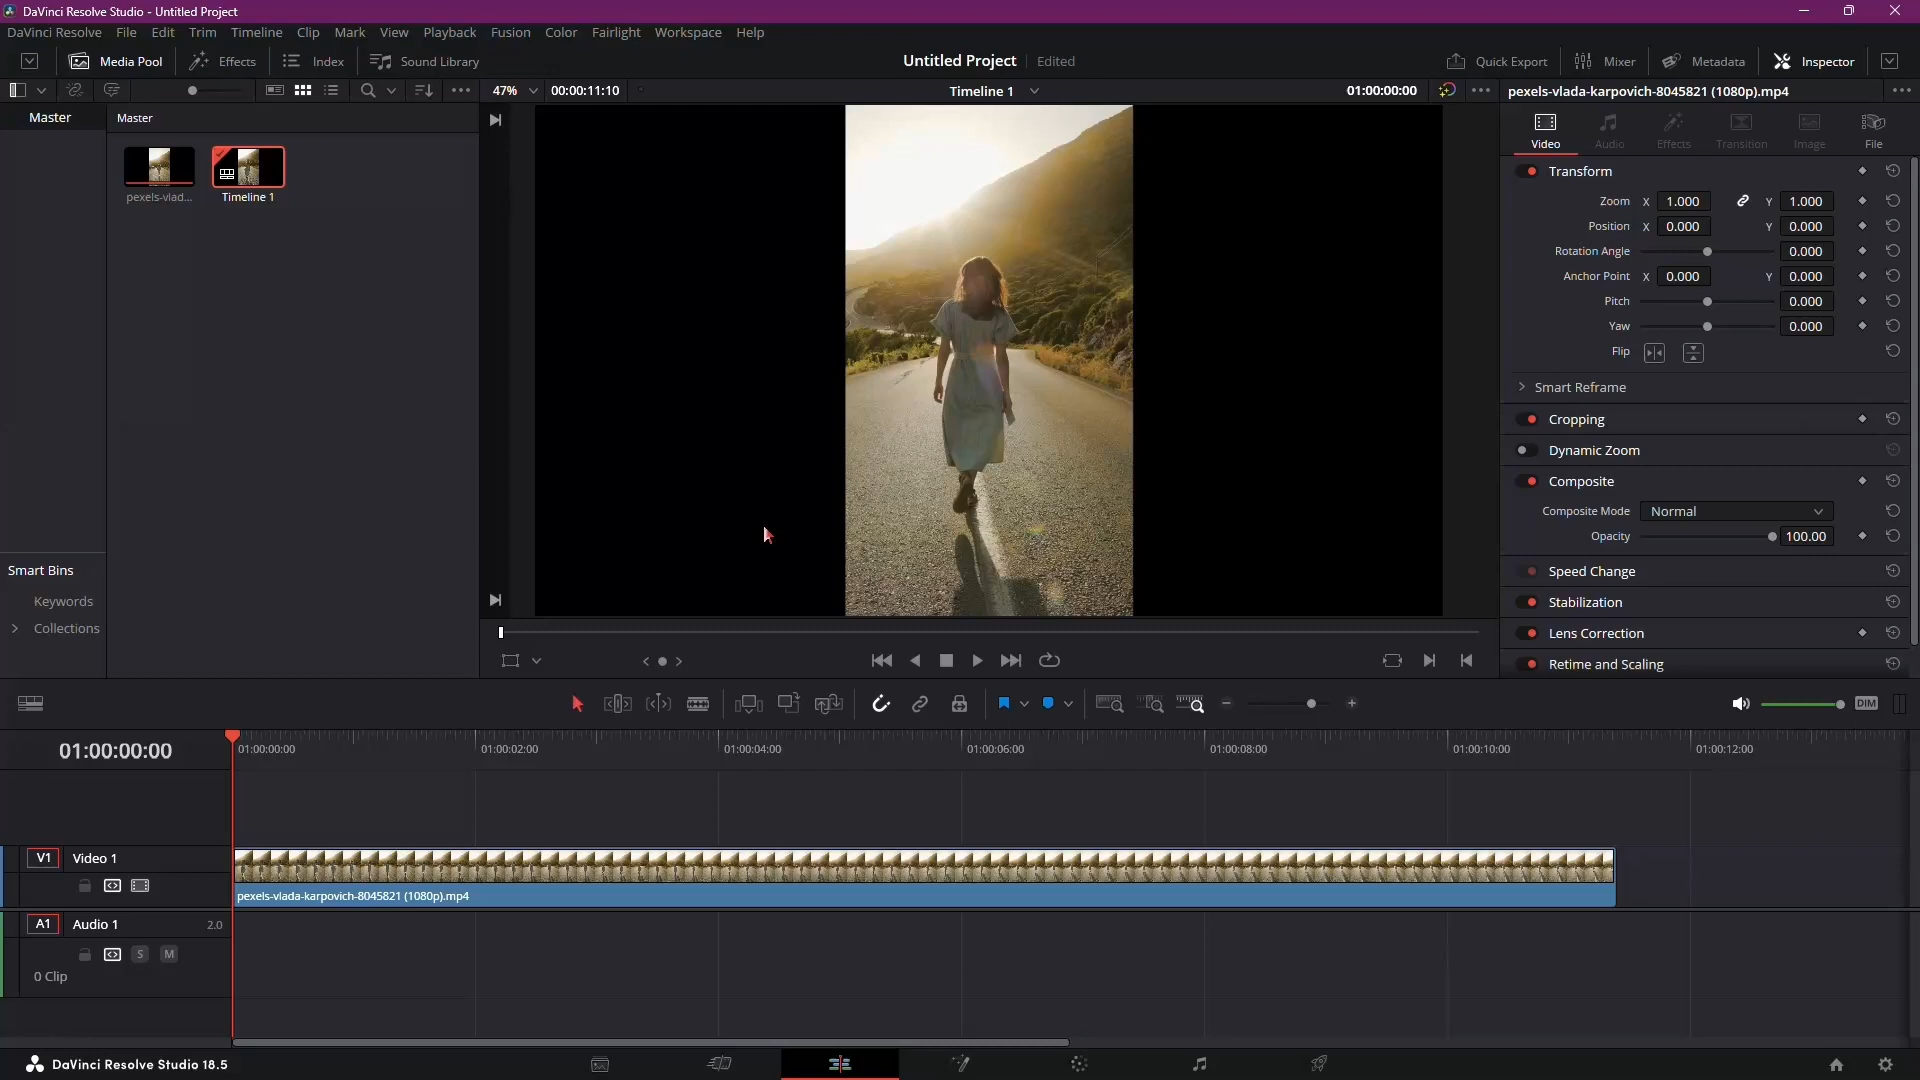 DaVinci Resolve Studio - Untitled Project
DaVinci Resolve File Edit Trim Timeline Clip Mark View Playback Fusion Color Fairlight Workspace Help
Media Pool Effects Index Sound Library Untitled Project Edited Quick Export Mixer Metadata Inspector
47% 00:00:11:10 Timeline 1 01:00:00:00 pexels-vlada-karpovich-8045821 (1080p).mp4
Master Master
Video Audio Effects Transition Image File
pexels-vlad... Timeline 1
Transform
Zoom X 1.000 Y 1.000
Position X 0.000 Y 0.000
Rotation Angle 0.000
Anchor Point X 0.000 Y 0.000
Pitch 0.000
Yaw 0.000
Flip
Smart Reframe
Cropping
Dynamic Zoom
Composite
Composite Mode Normal
Opacity 100.00
Smart Bins
Keywords
Collections
Speed Change
Stabilization
Lens Correction
Retime and Scaling
DIM
01:00:00:00
01:00:00:00 01:00:02:00 01:00:04:00 01:00:06:00 01:00:08:00 01:00:10:00 01:00:12:00
V1 Video 1
pexels-vlada-karpovich-8045821 (1080p).mp4
A1 Audio 1 2.0
S M
0 Clip
DaVinci Resolve Studio 18.5